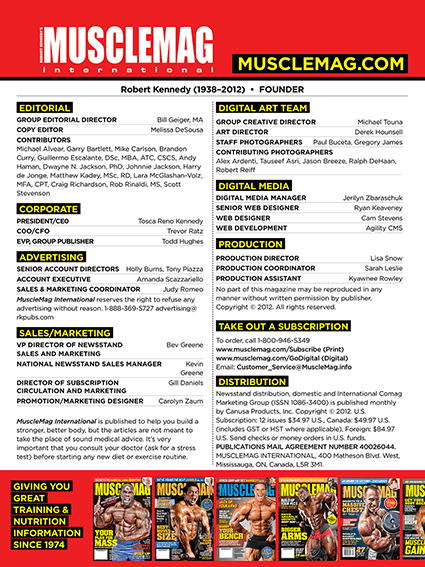 ROBERT KENNEDY'S
MUSCLEMAG
international
MUSCLEMAG.COM
Robert Kennedy (1938–2012) • FOUNDER
EDITORIAL
GROUP EDITORIAL DIRECTOR Bill Geiger, MA
COPY EDITOR Melissa DeSousa
CONTRIBUTORS
Michael Alvear, Garry Bartlett, Mike Carlson, Brandon
Curry, Guillermo Escalante, DSc, MBA, ATC, CSCS, Andy
Haman, Dwayne N. Jackson, PhD, Johnnie Jackson, Harry
de Jonge, Matthew Kadey, MSc, RD, Lara McGlashan-Volz,
MFA, CPT, Craig Richardson, Rob Rinaldi, MS, Scott
Stevenson
CORPORATE
PRESIDENT/CEO Tosca Reno Kennedy
COO/CFO Trevor Ratz
EVP, GROUP PUBLISHER Todd Hughes
ADVERTISING
SENIOR ACCOUNT DIRECTORS Holly Burns, Tony Piazza
ACCOUNT EXECUTIVE Amanda Scazzariello
SALES & MARKETING COORDINATOR Judy Romeo
MuscleMag International reserves the right to refuse any
advertising without reason. 1-888-369-5727 advertising@
rkpubs.com
SALES/MARKETING
VP DIRECTOR OF NEWSSTAND Bev Greene
SALES AND MARKETING
NATIONAL NEWSSTAND SALES MANAGER Kevin
Greene
DIRECTOR OF SUBSCRIPTION Gill Daniels
CIRCULATION AND MARKETING
PROMOTION/MARKETING DESIGNER Carolyn Zaum
MuscleMag International is published to help you build a
stronger, better body, but the articles are not meant to
take the place of sound medical advice. It's very
important that you consult your doctor (ask for a stress
test) before starting any new diet or exercise routine.
DIGITAL ART TEAM
GROUP CREATIVE DIRECTOR Michael Touna
ART DIRECTOR Derek Hounsell
STAFF PHOTOGRAPHERS Paul Buceta, Gregory James
CONTRIBUTING PHOTOGRAPHERS
Alex Ardenti, Tauseef Asri, Jason Breeze, Ralph DeHaan,
Robert Reiff
DIGITAL MEDIA
DIGITAL MEDIA MANAGER Jerilyn Zbaraschuk
SENIOR WEB DESIGNER Ryan Keaveney
WEB DESIGNER Cam Stevens
WEB DEVELOPMENT Agility CMS
PRODUCTION
PRODUCTION DIRECTOR Lisa Snow
PRODUCTION COORDINATOR Sarah Leslie
PRODUCTION ASSISTANT Kyawnee Rowley
No part of this magazine may be reproduced in any
manner without written permission by publisher.
Copyright © 2012. All rights reserved.
TAKE OUT A SUBSCRIPTION
To order, call 1-800-946-5349
www.musclemag.com/Subscribe (Print)
www.musclemag.com/GoDigital (Digital)
Email: Customer_Service@MuscleMag.info
DISTRIBUTION
Newsstand distribution, domestic and International Comag
Marketing Group (ISSN 1086-3400) is published monthly
by Canusa Products, Inc. Copyright © 2012. U.S.
Subscription: 12 issues $34.97 U.S., Canada: $49.97 U.S.
(includes GST or HST where applicable), Foreign: $84.97
U.S. Send checks or money orders in U.S. funds.
PUBLICATIONS MAIL AGREEMENT NUMBER 40026044.
MUSCLEMAG INTERNATIONAL, 400 Matheson Blvd. West,
Mississauga, ON, Canada, L5R 3M1.
GIVING YOU
GREAT
TRAINING &
NUTRITION
INFORMATION
SINCE 1974
MUSCLEMAG
MUSCLEMAG
BENCH
MUSCLEMAG
BIGGER
ARMS
MUSCLEMAG
CHEST